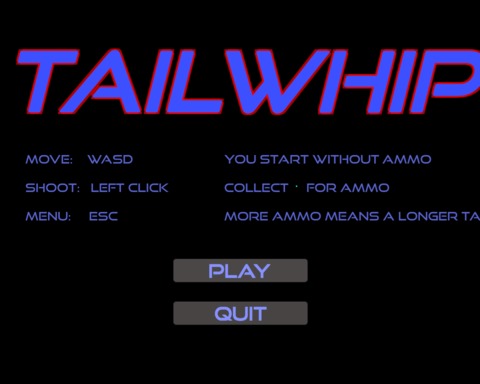 TAILWHIP
MOVE: WASD
YOU START WITHOUT AMMO
SHOOT: LEFT CLICK
COLLECT · FOR AMMO
MENU: ESC
MORE AMMO MEANS A LONGER TA
PLAY
QUIT